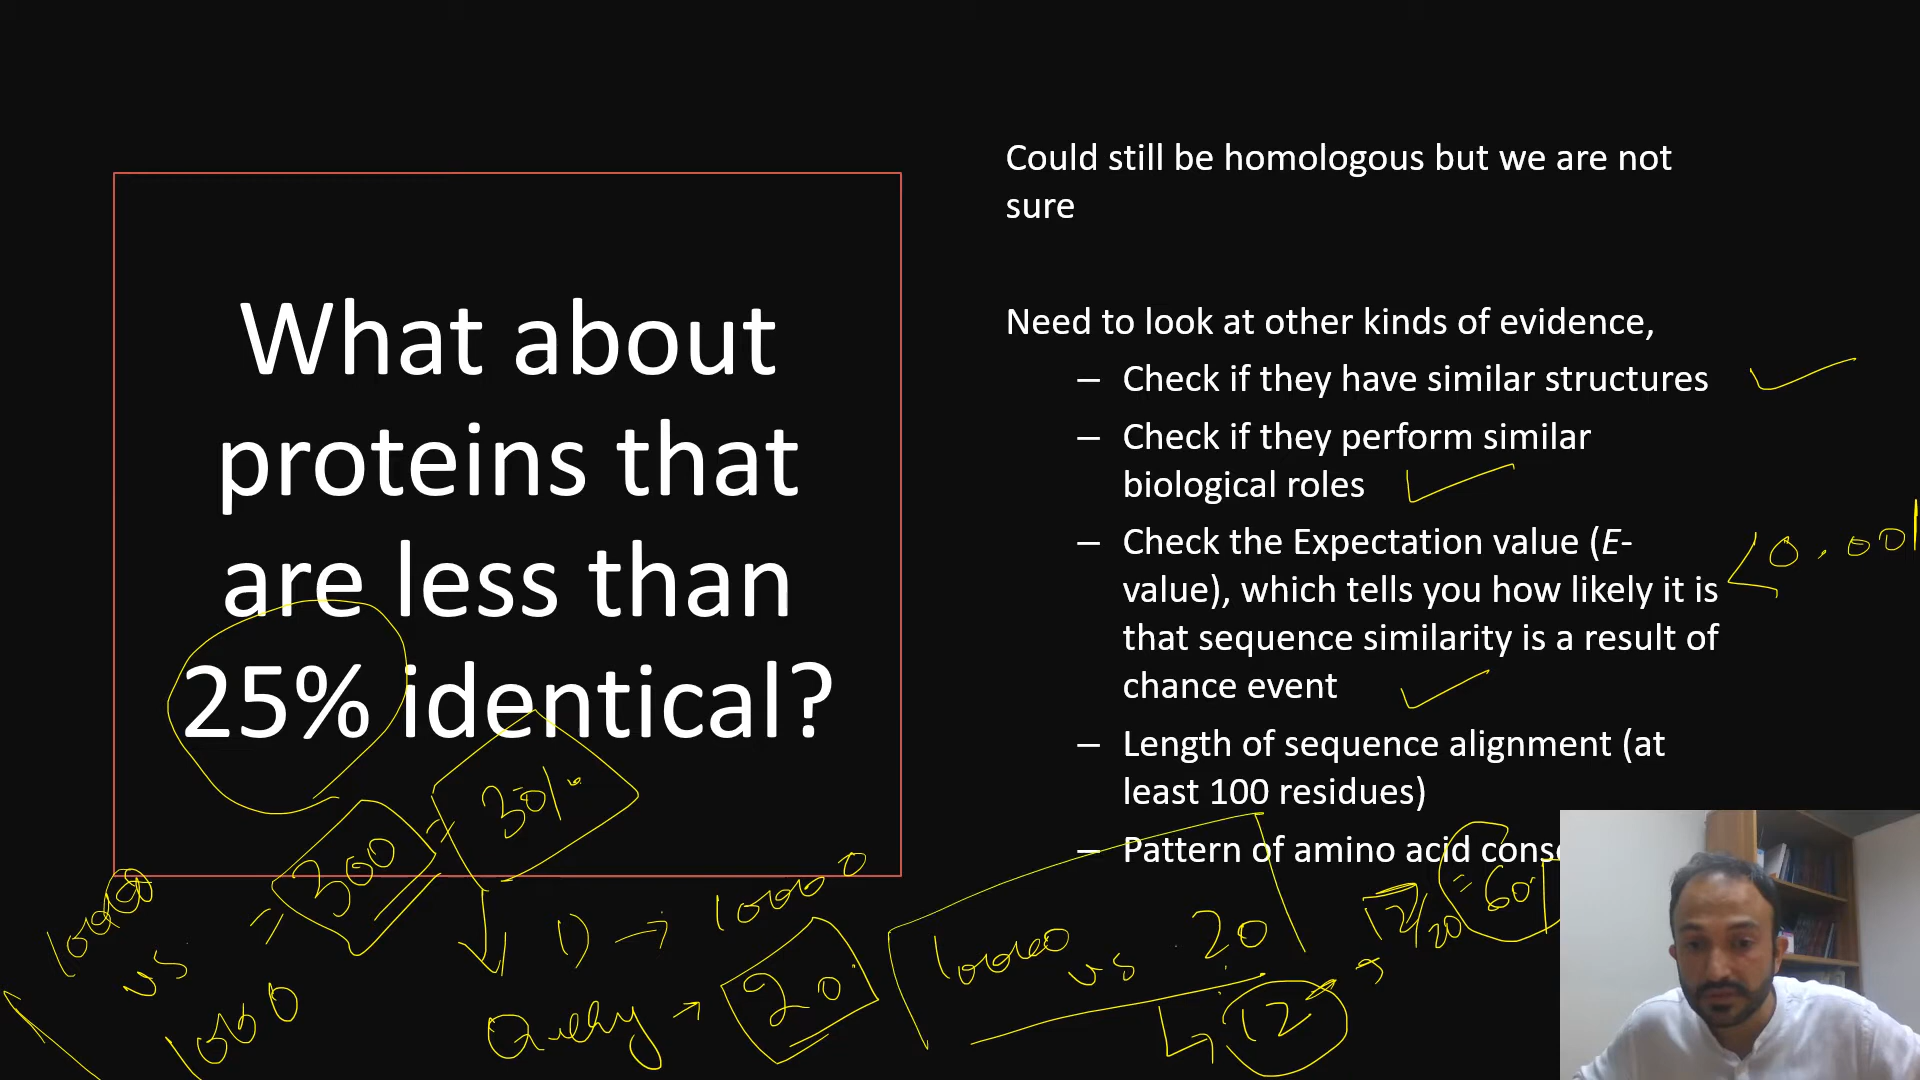 What about
proteins that
are less than
25% identical?
Could still be homologous but we are not
sure
Need to look at other kinds of evidence,
– Check if they have similar structures
– Check if they perform similar
biological roles
– Check the Expectation value (E-
value), which tells you how likely it is
that sequence similarity is a result of
chance event
– Length of sequence alignment (at
least 100 residues)
– Pattern of amino acid conse
< 0.001
= 300 = 30%
vs
1000
1) → 10000
Query → 20
10000 vs 20
12 → 12/20 = 60%